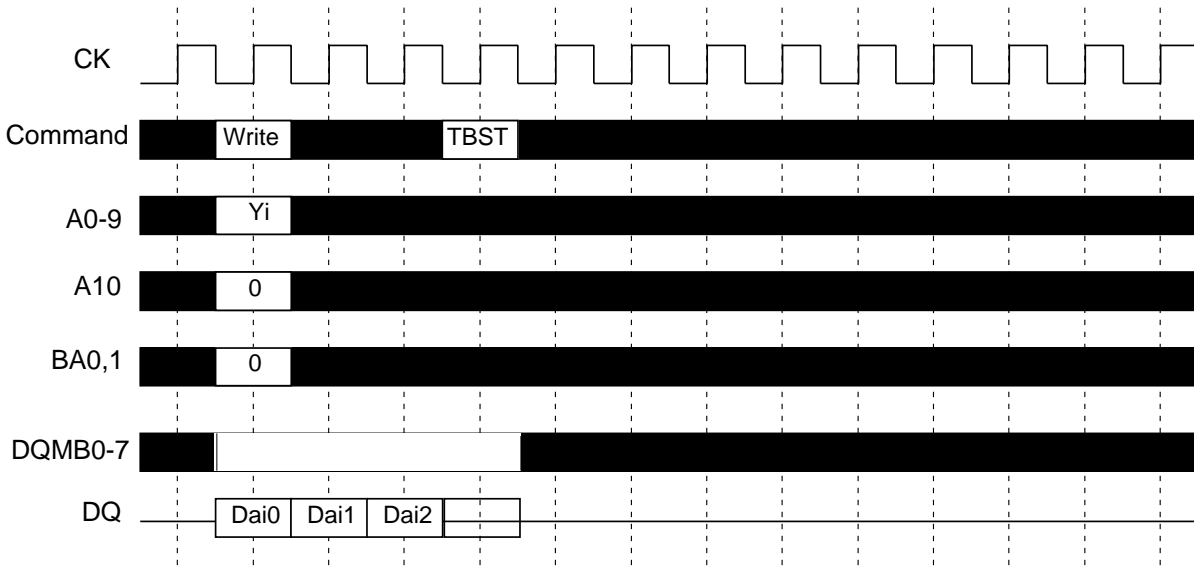 CK
Command Write TBST
A0-9 Yi
A10 0
BA0,1 0
DQMB0-7
DQ Dai0 Dai1 Dai2